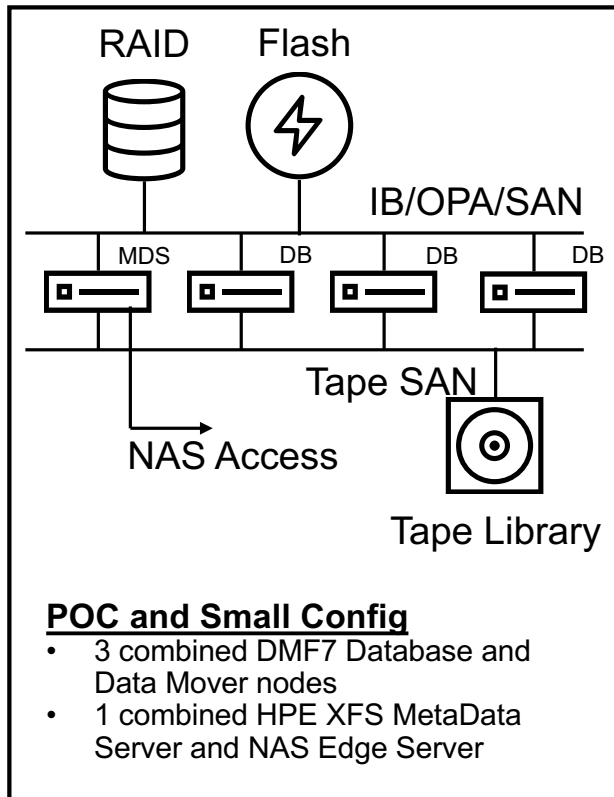 RAID
Flash
IB/OPA/SAN
MDS
DB
DB
DB
Tape SAN
NAS Access
Tape Library
POC and Small Config
• 3 combined DMF7 Database and
Data Mover nodes
• 1 combined HPE XFS MetaData
Server and NAS Edge Server